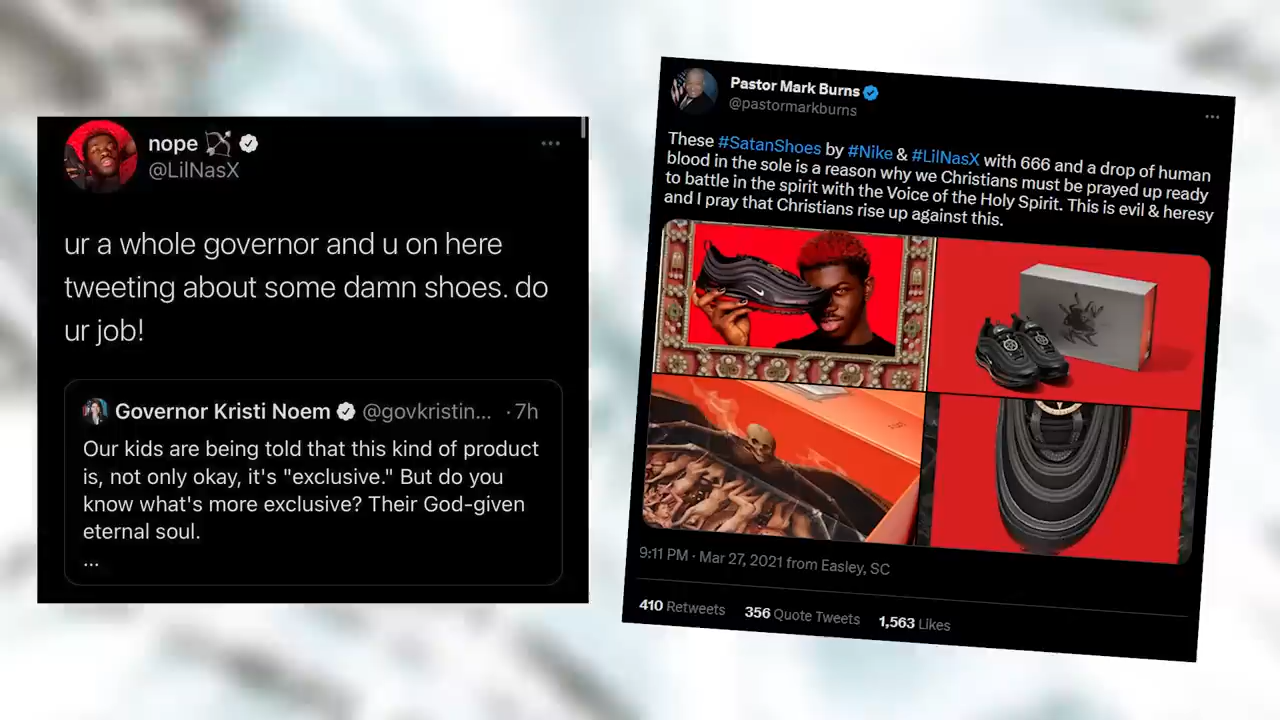 nope
@LilNasX
ur a whole governor and u on here
tweeting about some damn shoes. do
ur job!
Governor Kristi Noem @govkristin... · 7h
Our kids are being told that this kind of product
is, not only okay, it's "exclusive." But do you
know what's more exclusive? Their God-given
eternal soul.
...
Pastor Mark Burns
@pastormarkburns
These #SatanShoes by #Nike & #LilNasX with 666 and a drop of human
blood in the sole is a reason why we Christians must be prayed up ready
to battle in the spirit with the Voice of the Holy Spirit. This is evil & heresy
and I pray that Christians rise up against this.
9:11 PM · Mar 27, 2021 from Easley, SC
410 Retweets 356 Quote Tweets 1,563 Likes